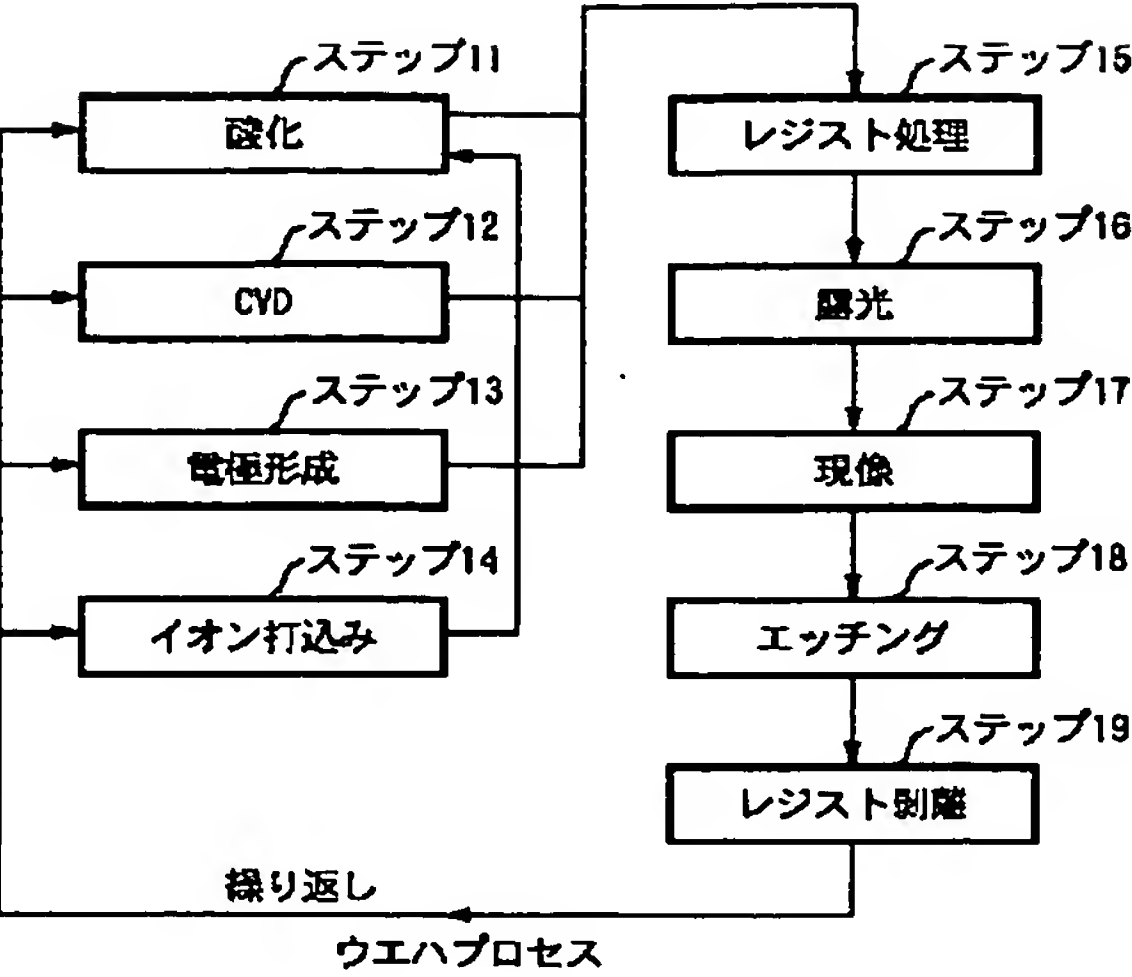 ステップ11
酸化
ステップ12
CVD
ステップ13
電極形成
ステップ14
イオン打込み
ステップ15
レジスト処理
ステップ16
露光
ステップ17
現像
ステップ18
エッチング
ステップ19
レジスト剥離
繰り返し
ウエハプロセス